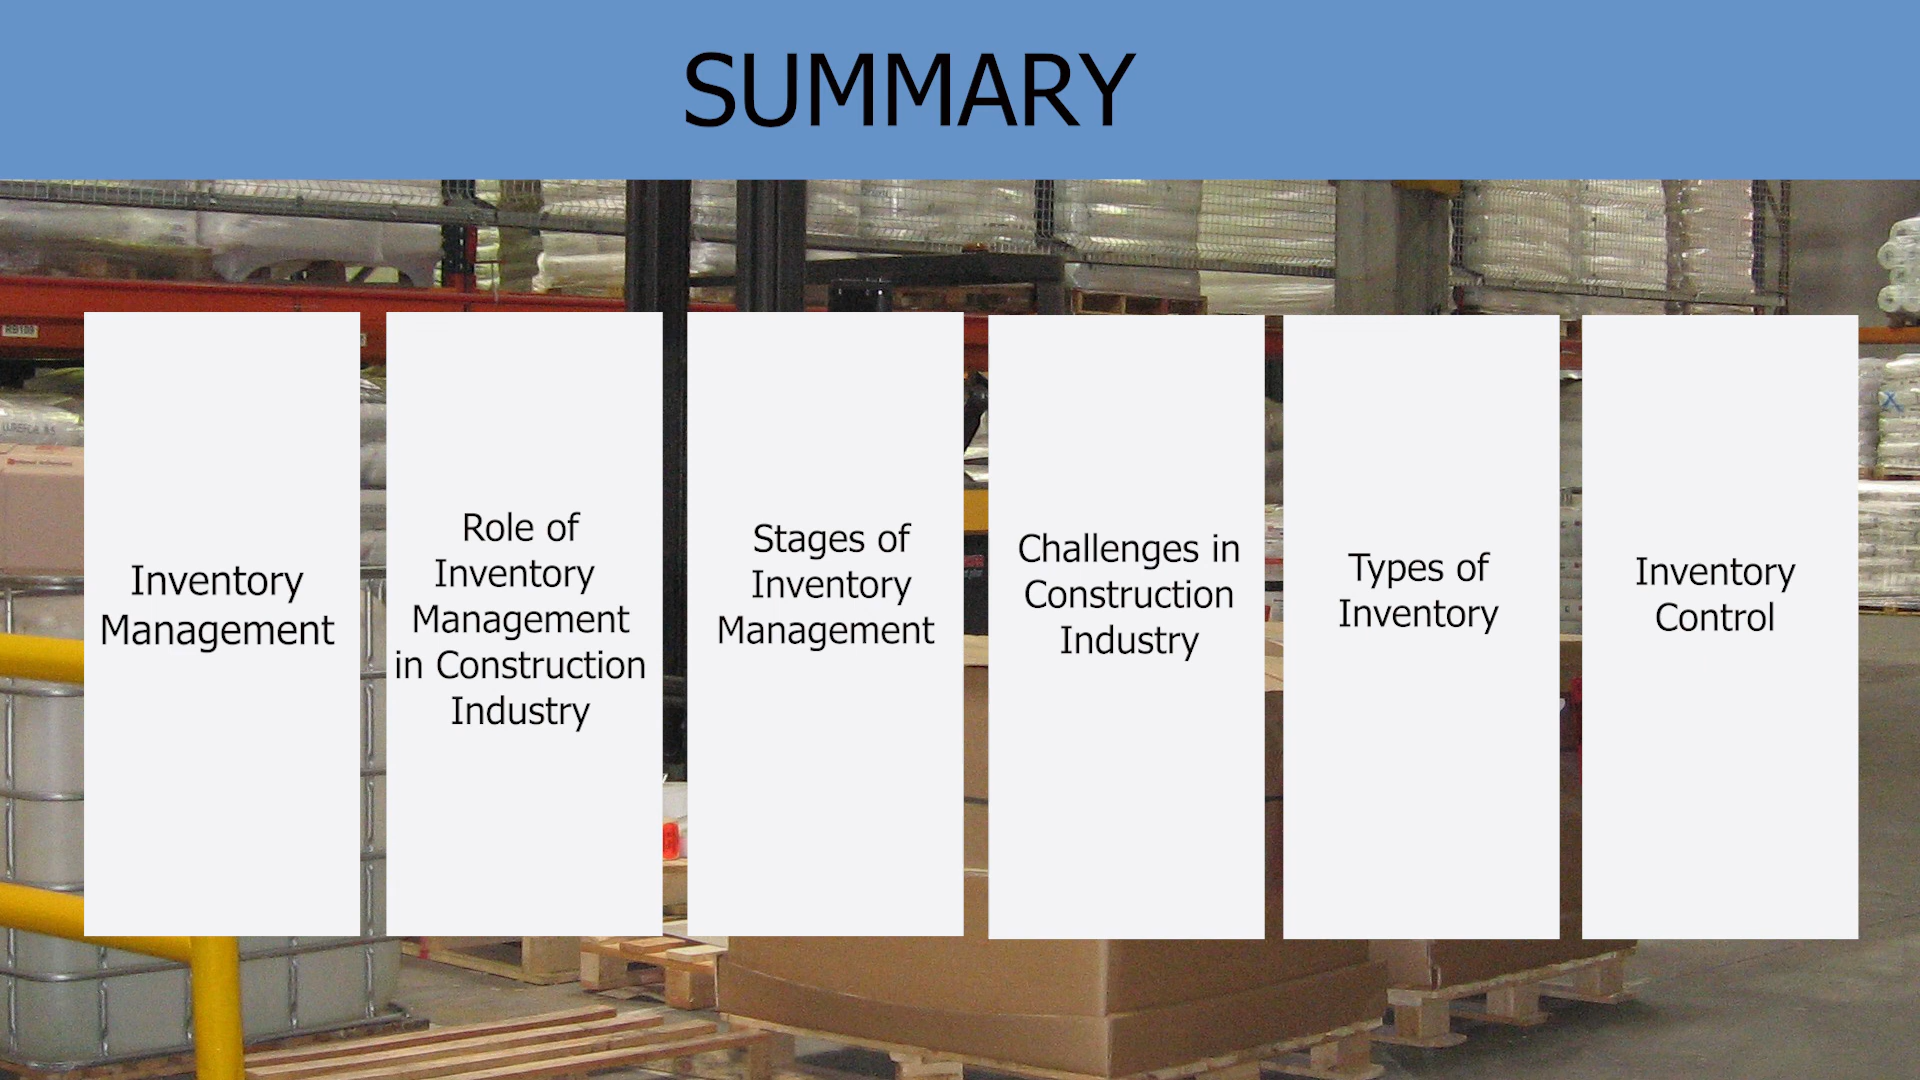 SUMMARY
Inventory
Management
Role of
Inventory
Management
in Construction
Industry
Stages of
Inventory
Management
Challenges in
Construction
Industry
Types of
Inventory
Inventory
Control